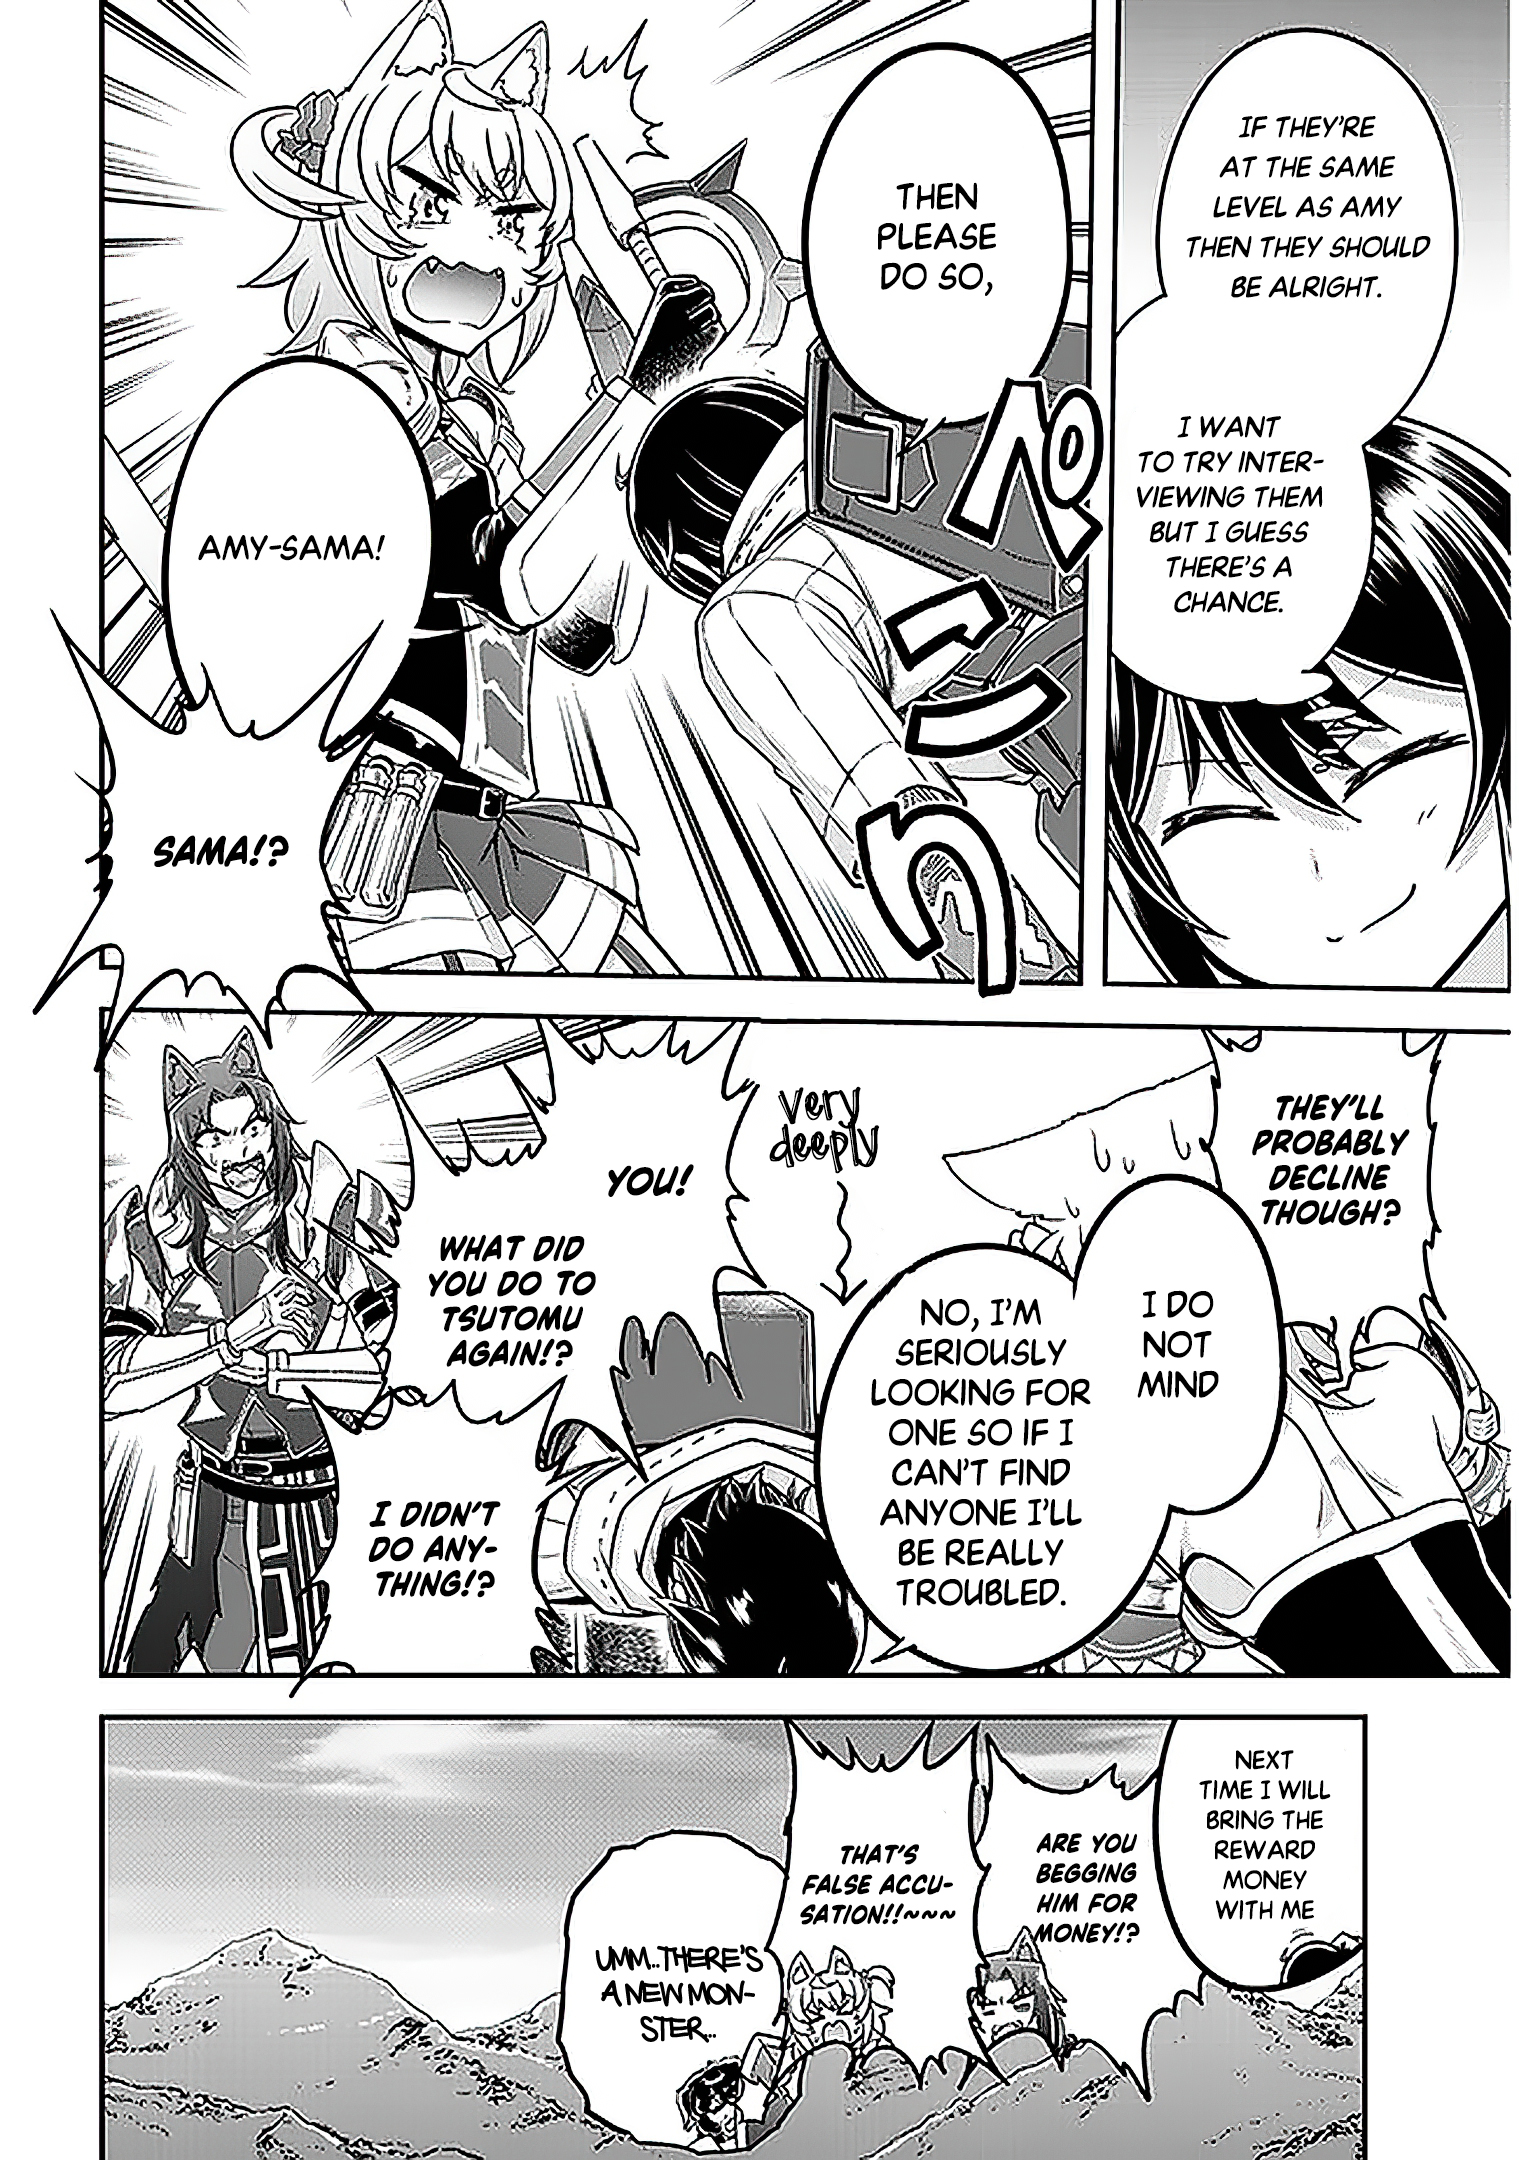 IF THEY'RE
AT THE SAME
LEVEL AS AMY
THEN THEY SHOULD
BE ALRIGHT.
I WANT
TO TRY INTER-
VIEWING THEM
BUT I GUESS
THERE'S A
CHANCE.
THEN
PLEASE
DO SO,
ペコリ
AMY-SAMA!
SAMA!?
THEY'LL
PROBABLY
DECLINE
THOUGH?
I DO
NOT
MIND
NO, I'M
SERIOUSLY
LOOKING FOR
ONE SO IF I
CAN'T FIND
ANYONE I'LL
BE REALLY
TROUBLED.
very
deeply
YOU!
WHAT DID
YOU DO TO
TSUTOMU
AGAIN!?
I DIDN'T
DO ANY-
THING!?
NEXT
TIME I WILL
BRING THE
REWARD
MONEY
WITH ME
ARE YOU
BEGGING
HIM FOR
MONEY!?
THAT'S
FALSE ACCU-
SATION!!~~~
UMM..THERE'S
A NEW MON-
STER...